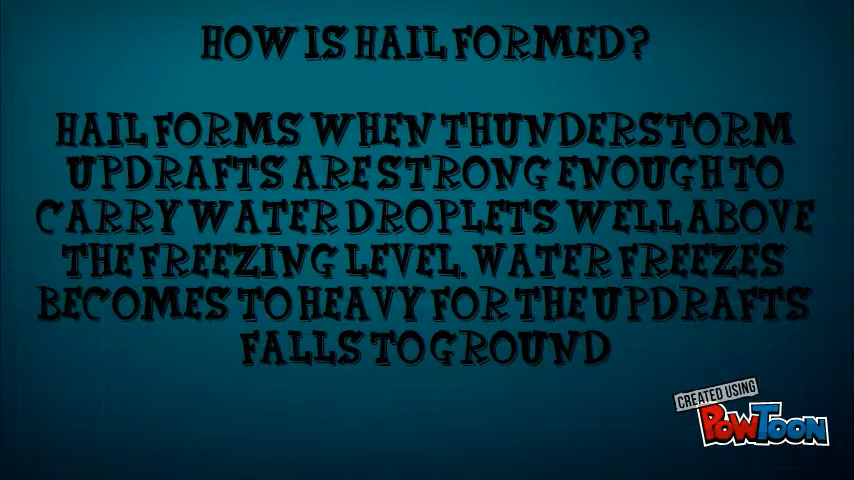 HOW IS HAIL FORMED?
HAIL FORMS WHEN THUNDERSTORM
UPDRAFTS ARE STRONG ENOUGH TO
CARRY WATER DROPLETS WELL ABOVE
THE FREEZING LEVEL. WATER FREEZES
BECOMES TO HEAVY FOR THE UPDRAFTS
FALLS TO GROUND
CREATED USING
POWTOON